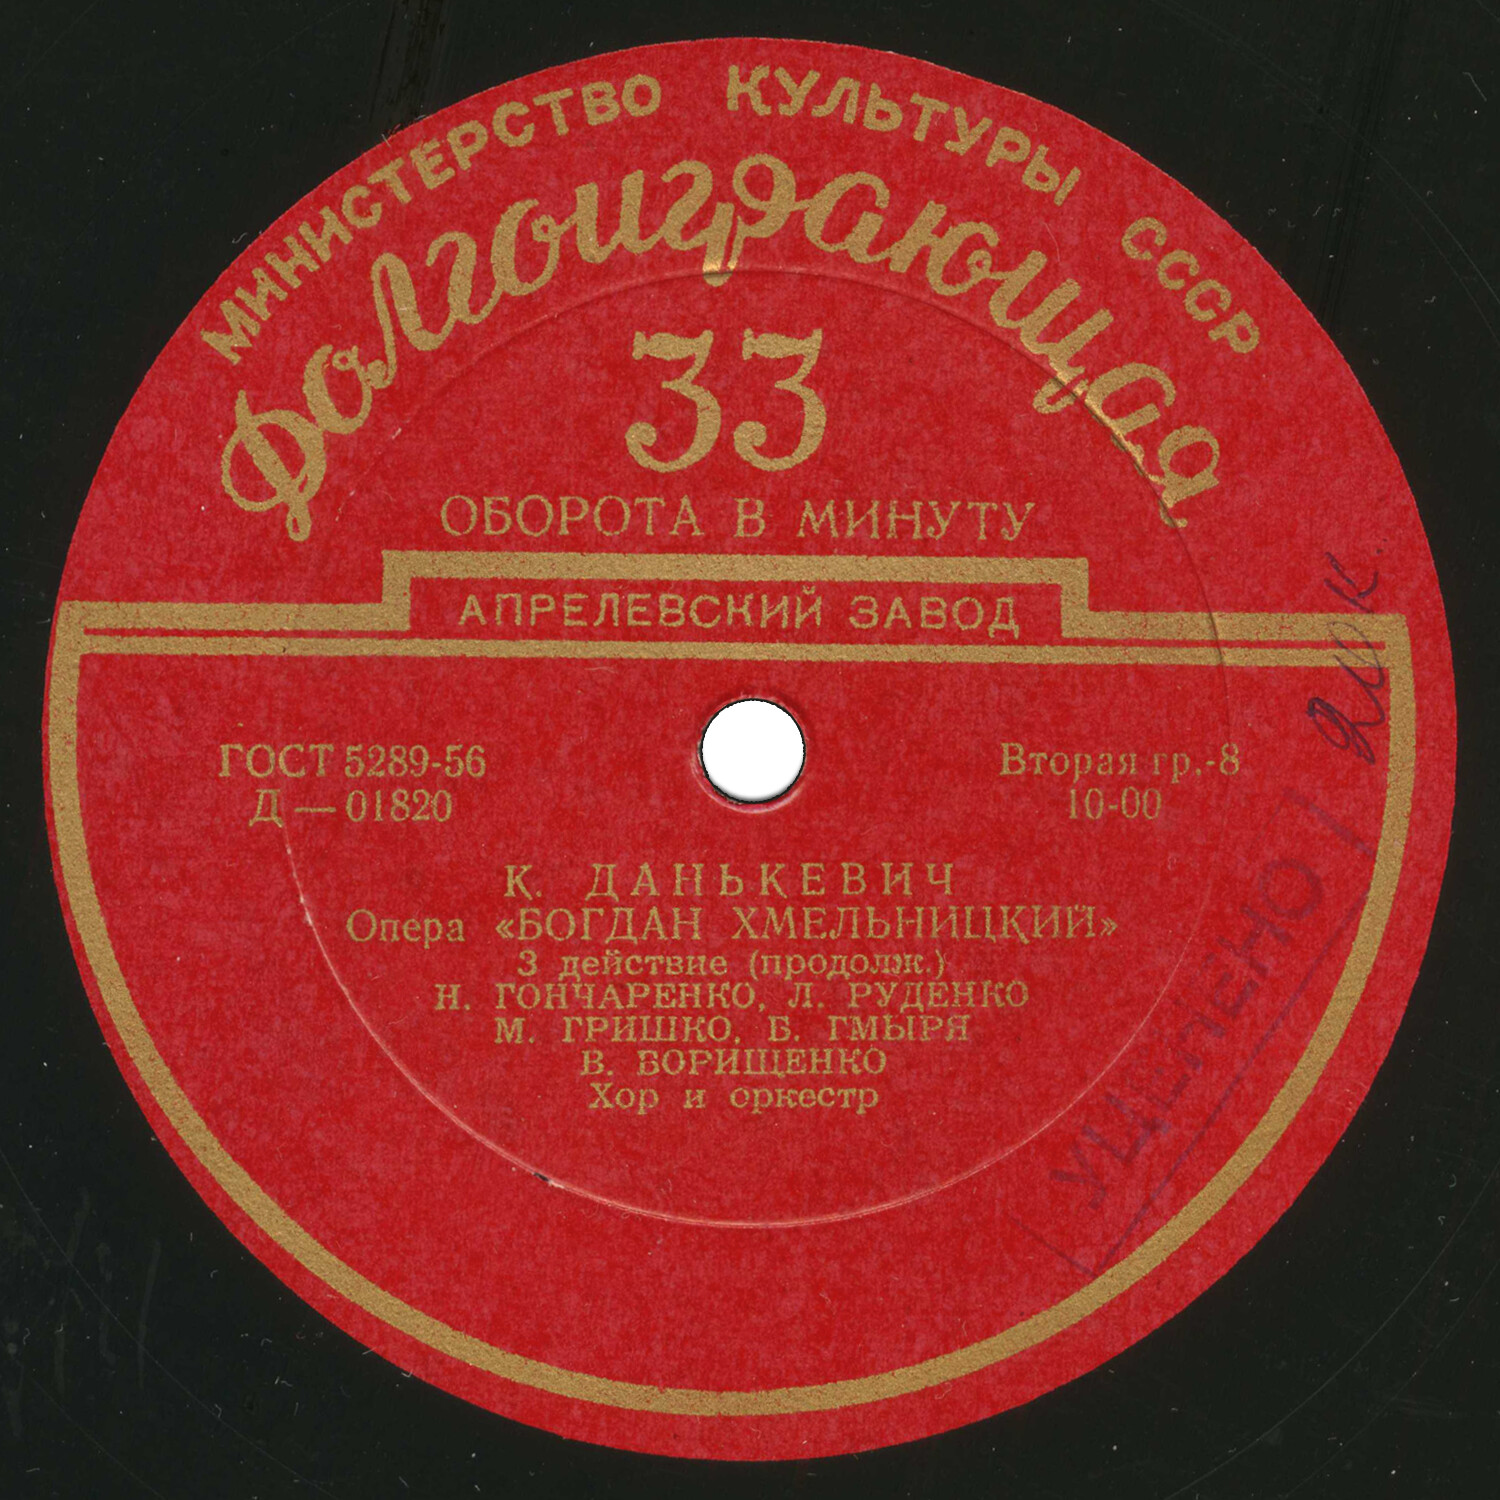 МИНИСТЕРСТВО КУЛЬТУРЫ СССР
Долгоиграющая
33
ОБОРОТА В МИНУТУ
АПРЕЛЕВСКИЙ ЗАВОД
ГОСТ 5289-56
Д — 01820
Вторая гр.-8
10-00
К. ДАНЬКЕВИЧ
Опера «БОГДАН ХМЕЛЬНИЦКИЙ»
3 действие (продолж.)
Н. ГОНЧАРЕНКО, Л. РУДЕНКО
М. ГРИШКО, Б. ГМЫРЯ
В. БОРИЩЕНКО
Хор и оркестр
УЦЕНЕНО